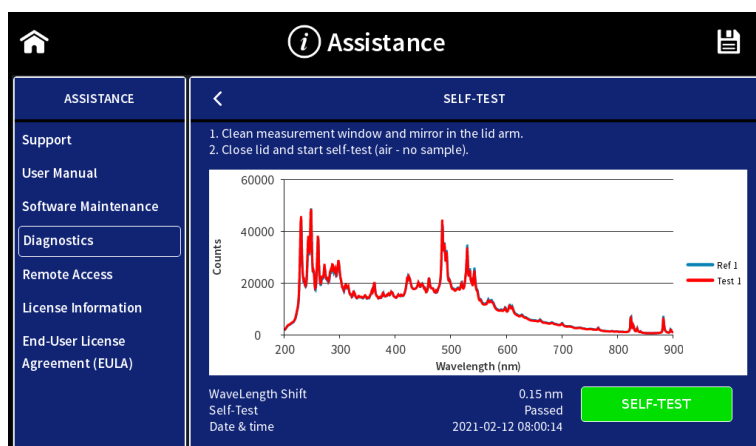 i Assistance
ASSISTANCE
Support
User Manual
Software Maintenance
Diagnostics
Remote Access
License Information
End-User License
Agreement (EULA)
SELF-TEST
1. Clean measurement window and mirror in the lid arm.
2. Close lid and start self-test (air - no sample).
60000
40000
20000
0
Counts
200 300 400 500 600 700 800 900
Wavelength (nm)
Ref 1
Test 1
WaveLength Shift 0.15 nm
Self-Test Passed
Date & time 2021-02-12 08:00:14
SELF-TEST